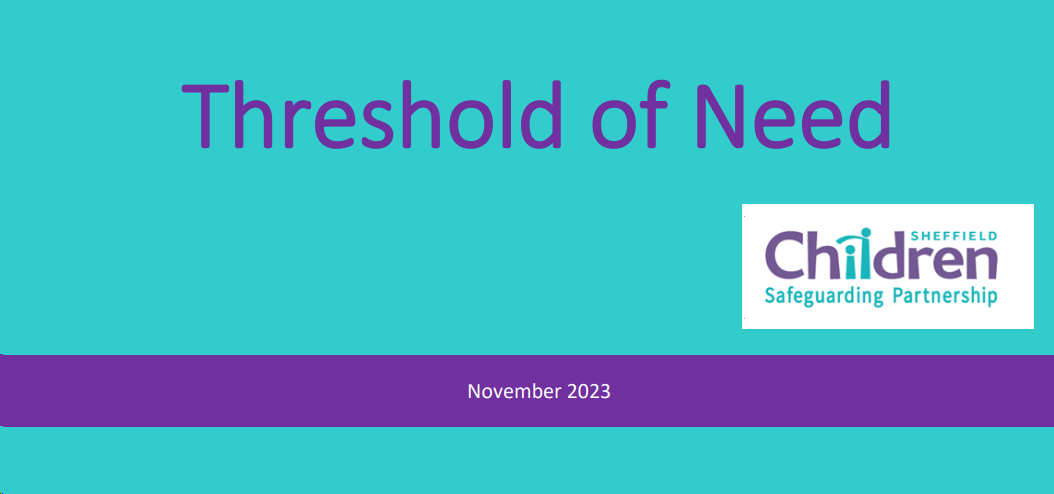 Threshold of Need
SHEFFIELD
Children
Safeguarding Partnership
November 2023